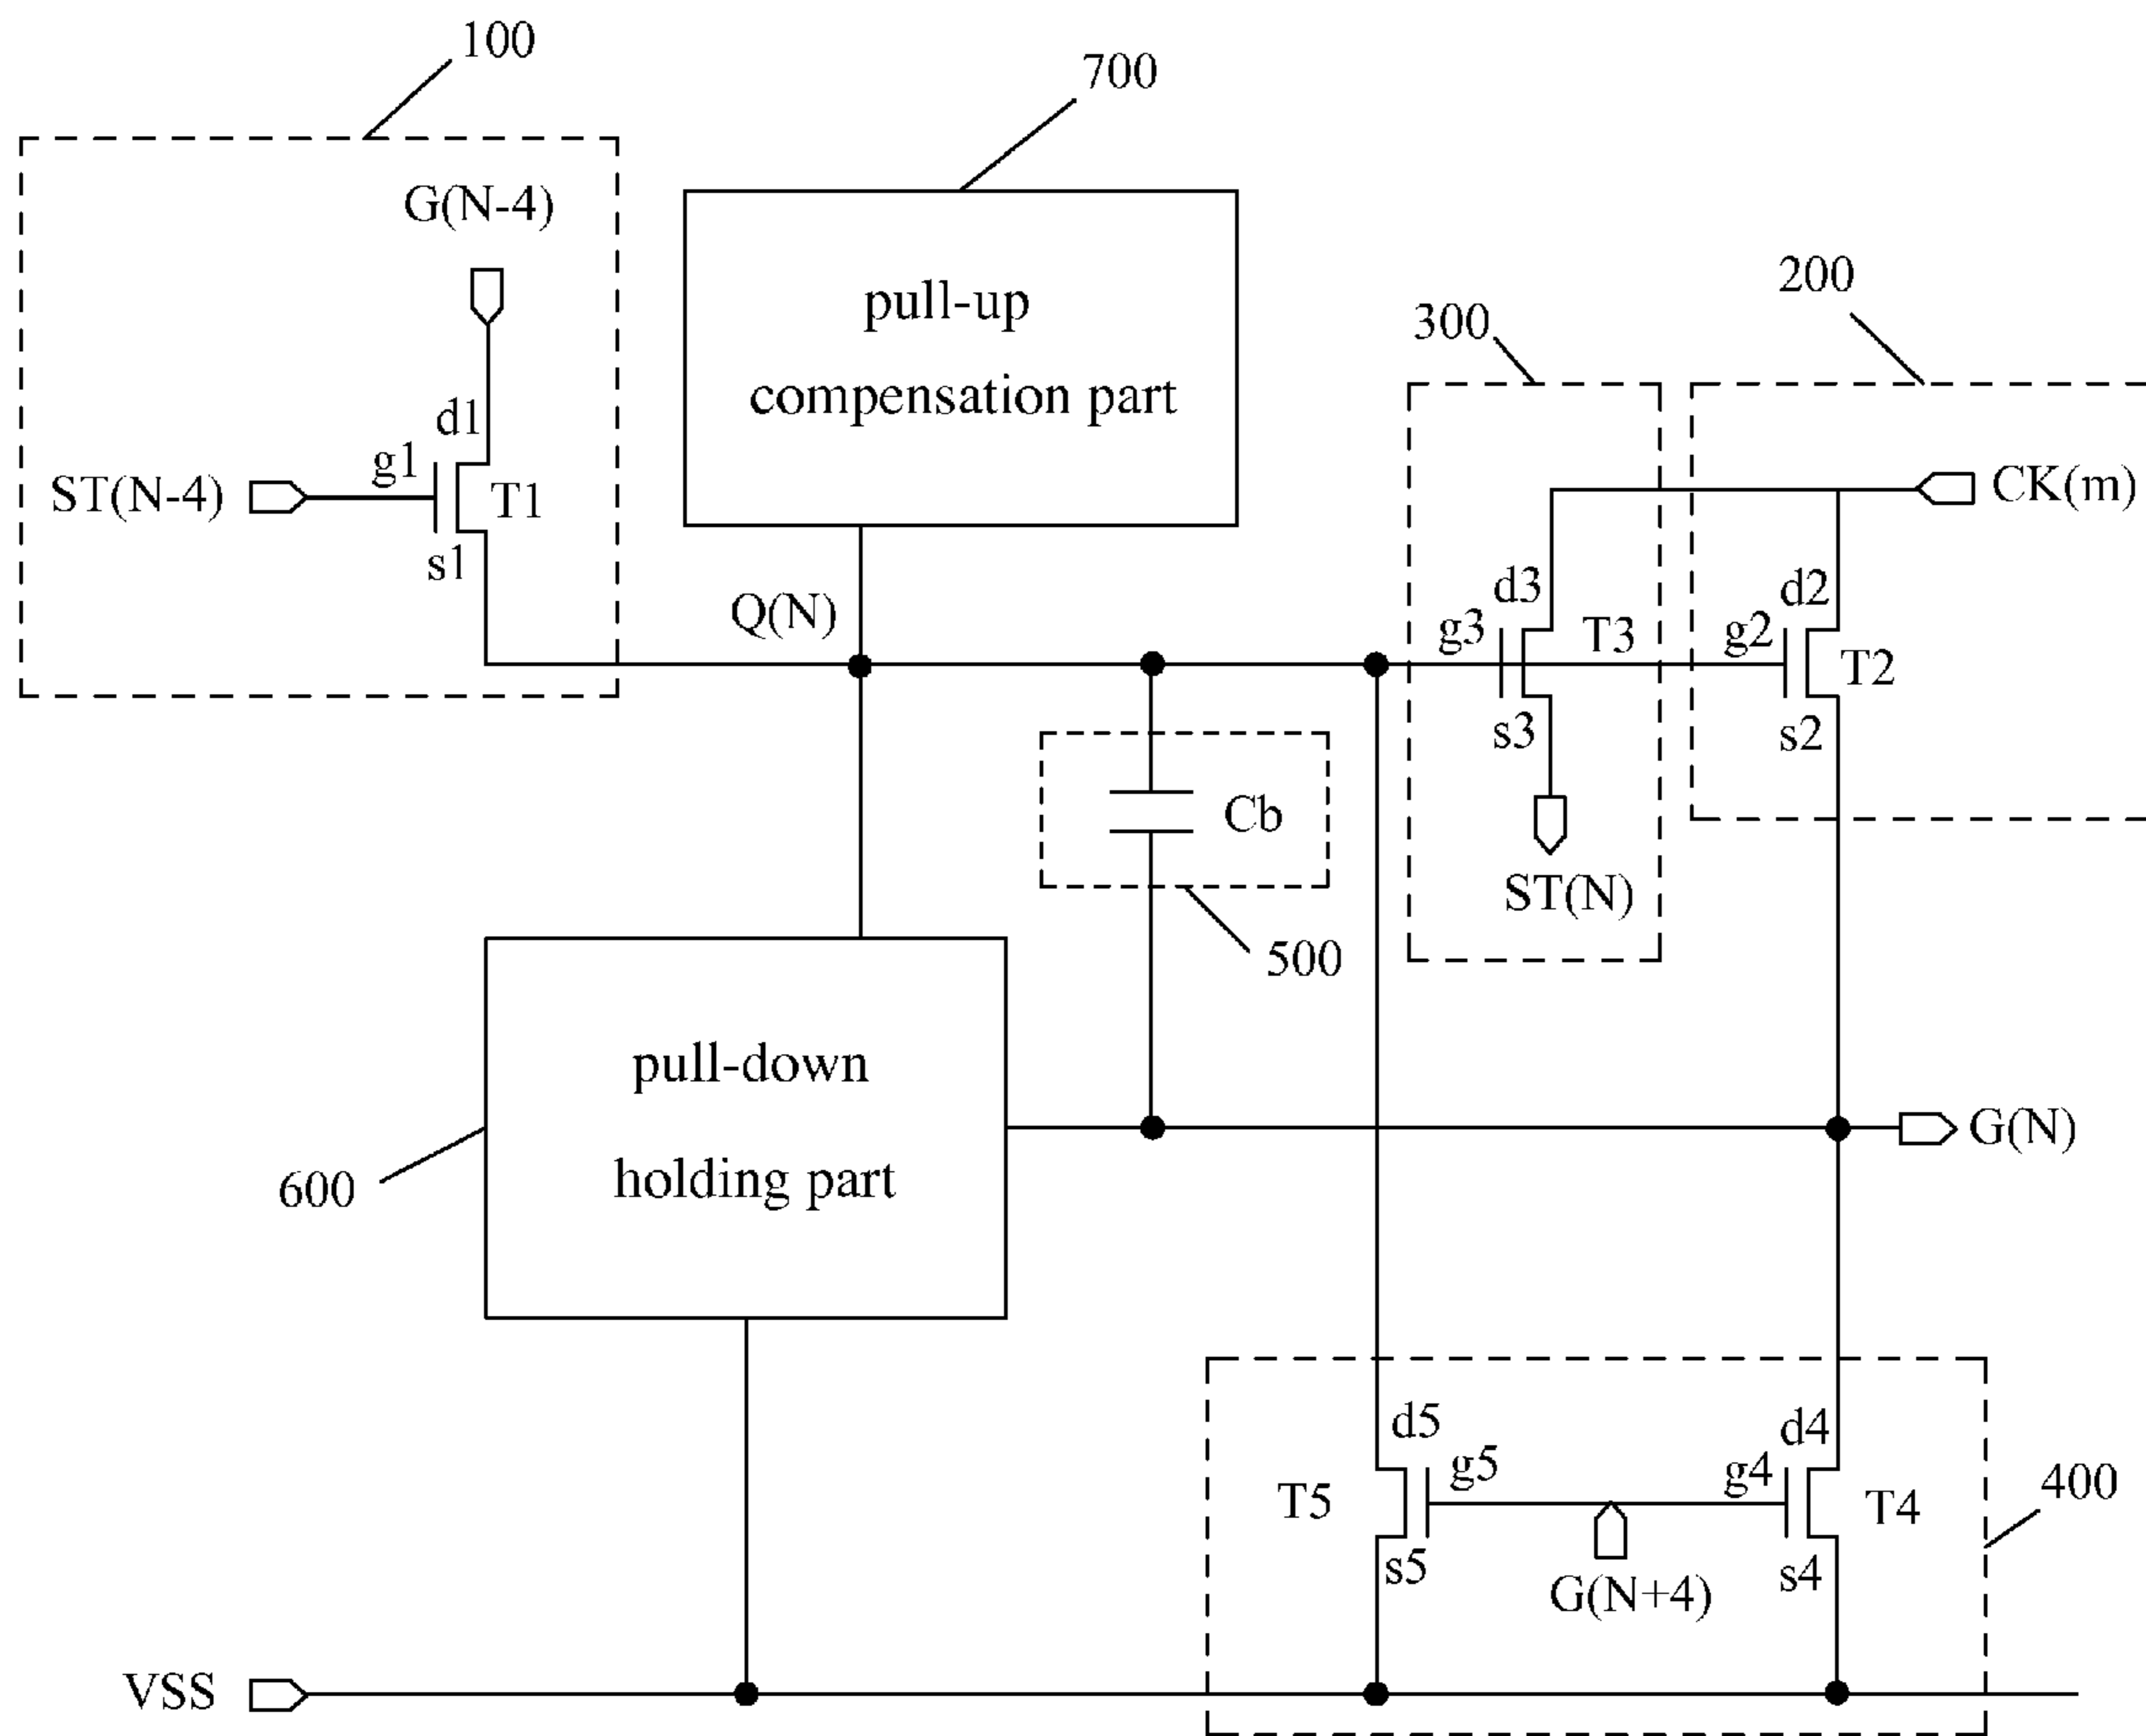 100
700
G(N-4)
200
pull-up
300
compensation part
d1
g1
ST(N-4)
T1
CK(m)
s1
d3
d2
Q(N)
g3
T3
g2
T2
s3
s2
Cb
ST(N)
500
pull-down
G(N)
holding part
600
d5
d4
g5
g4
400
T5
T4
s5
s4
G(N+4)
VSS